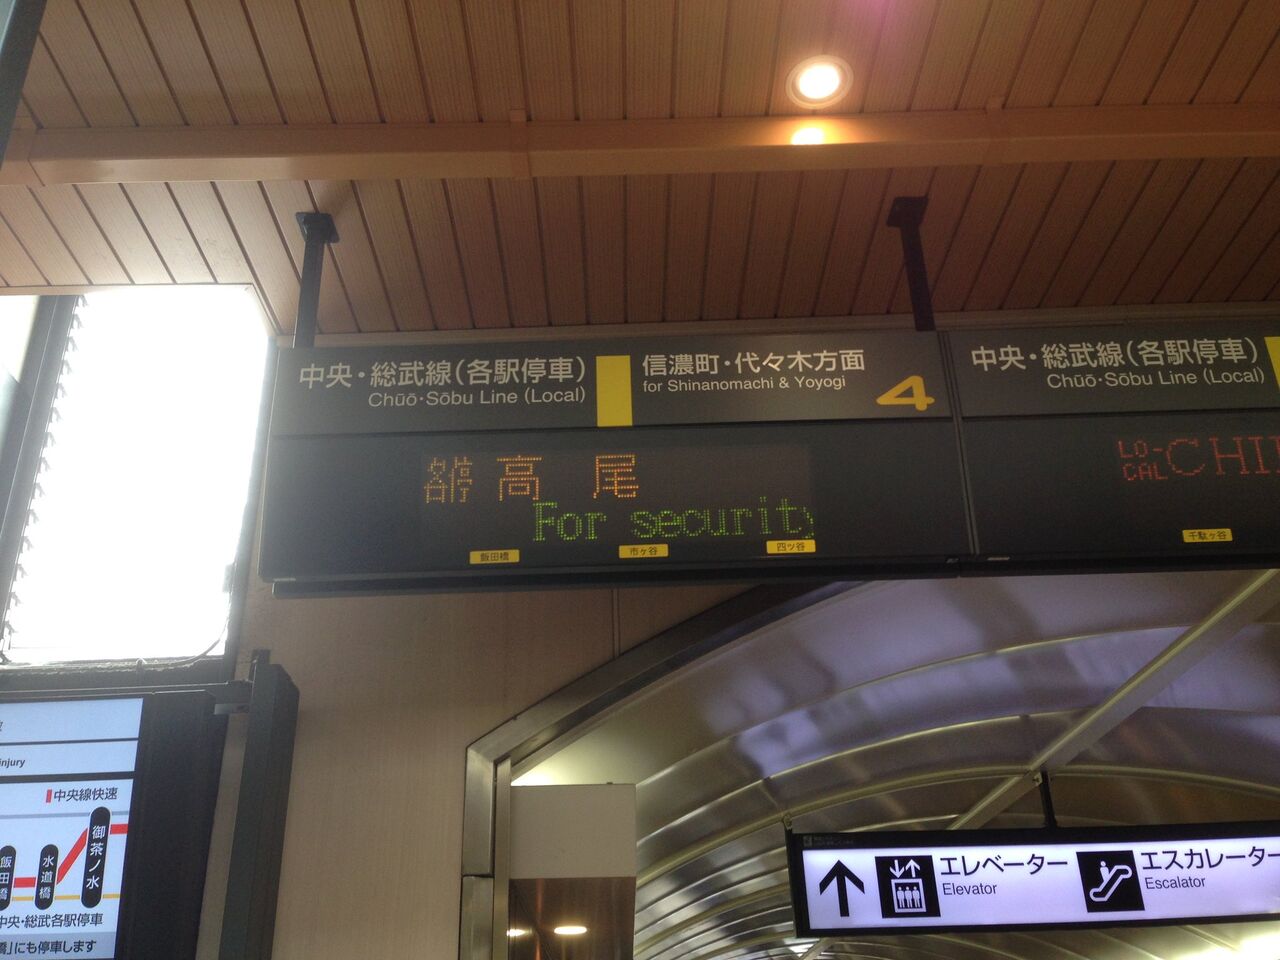 中央・総武線(各駅停車)
Chūō・Sōbu Line (Local)
信濃町・代々木方面
for Shinanomachi & Yoyogi
4
各停 高 尾
For security
飯田橋
市ヶ谷
四ツ谷
中央・総武線(各駅停車)
Chūō・Sōbu Line (Local)
LO-
CAL
千駄ヶ谷
injury
中央線快速
飯田橋
水道橋
御茶ノ水
中央・総武各駅停車
にも停車します
エレベーター
Elevator
エスカレーター
Escalator